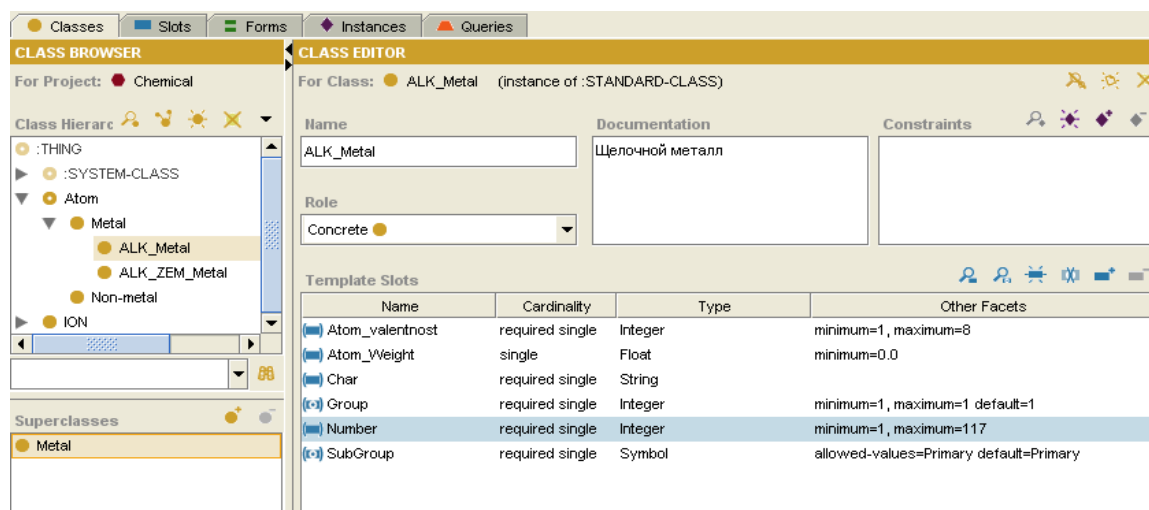 Classes Slots Forms Instances Queries
CLASS BROWSER
For Project: Chemical
Class Hierarc
:THING
:SYSTEM-CLASS
Atom
Metal
ALK_Metal
ALK_ZEM_Metal
Non-metal
ION
Superclasses
Metal
CLASS EDITOR
For Class: ALK_Metal (instance of :STANDARD-CLASS)
Name Documentation Constraints
ALK_Metal Щелочной металл
Role
Concrete
Template Slots
Name Cardinality Type Other Facets
Atom_valentnost required single Integer minimum=1, maximum=8
Atom_Weight single Float minimum=0.0
Char required single String
Group required single Integer minimum=1, maximum=1 default=1
Number required single Integer minimum=1, maximum=117
SubGroup required single Symbol allowed-values=Primary default=Primary